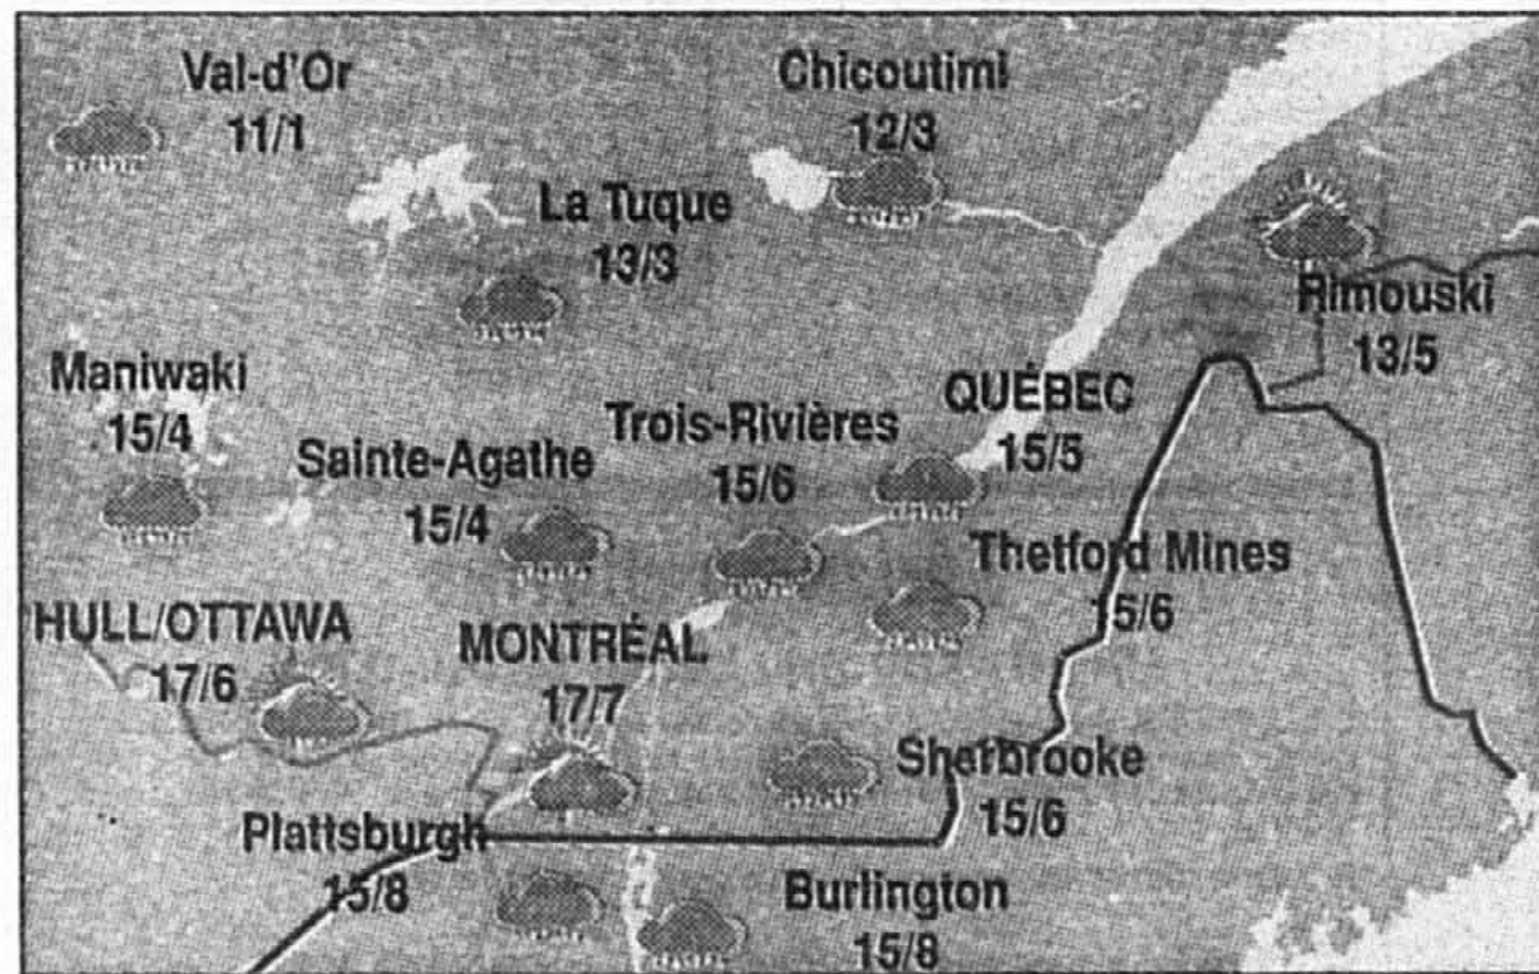 Val-d'Or
11/1
Chicoutimi
12/3
La Tuque
13/3
Rimouski
13/5
Maniwaki
15/4
QUÉBEC
15/5
Trois-Rivières
15/6
Sainte-Agathe
15/4
Thetford Mines
15/6
HULL/OTTAWA
17/6
MONTRÉAL
17/7
Sherbrooke
15/6
Plattsburgh
15/8
Burlington
15/8